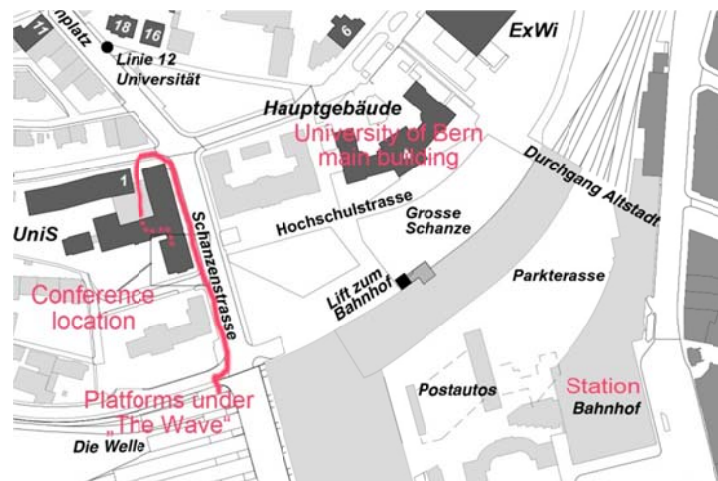 11
nplatz
18
16
6
ExWi
Linie 12
Universität
Hauptgebäude
University of Bern
main building
4
1
Durchgang Altstadt
Hochschulstrasse
Grosse
Schanze
UniS
Schanzenstrasse
Lift zum
Bahnhof
Parkterasse
Conference
location
Platforms under
„The Wave“
Die Welle
Postautos
Station
Bahnhof